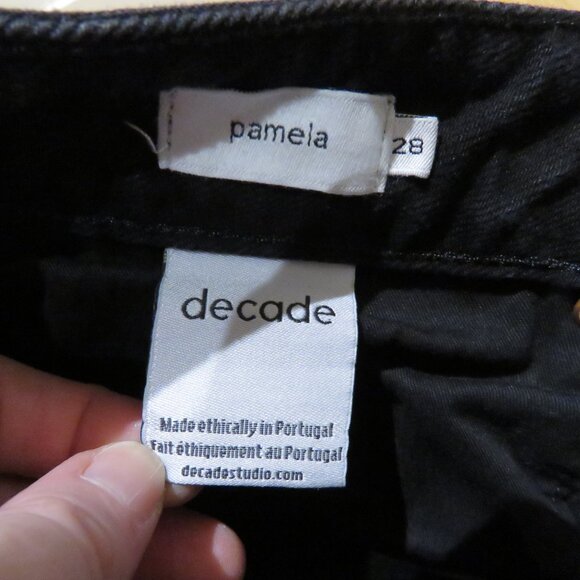 pamela
28
decade
Made ethically in Portugal
Fait éthiquement au Portugal
decadestudio.com